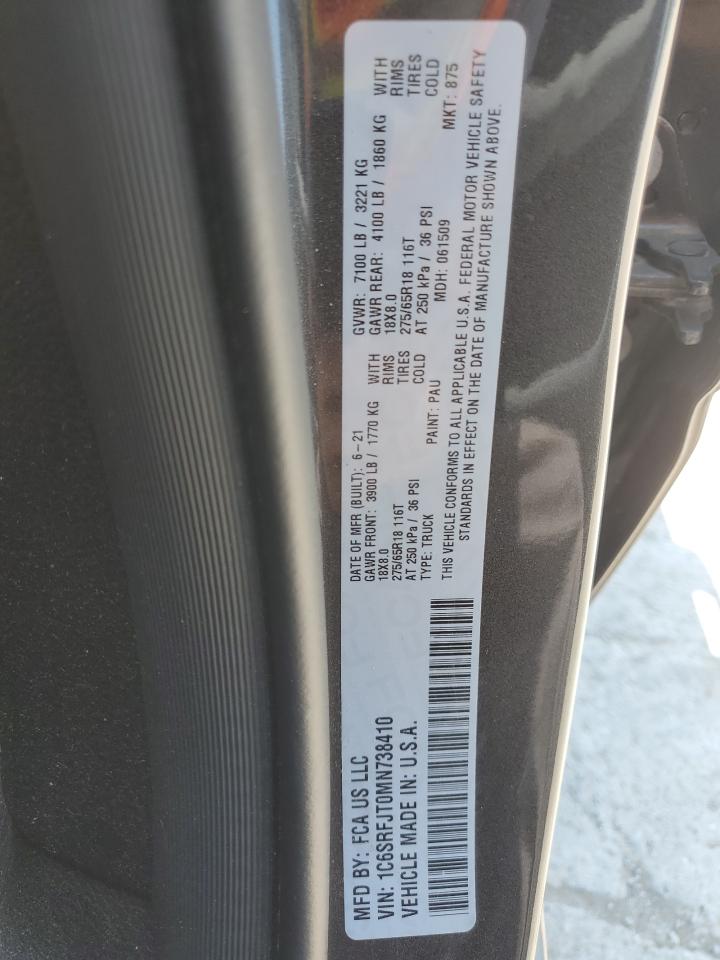 MFD BY: FCA US LLC
VIN: 1C6SRFJT0MN738410
VEHICLE MADE IN: U.S.A.
DATE OF MFR (BUILT): 6-21 GVWR: 7100 LB / 3221 KG
GAWR FRONT: 3900 LB / 1770 KG WITH GAWR REAR: 4100 LB / 1860 KG WITH
18X8.0 RIMS 18X8.0 RIMS
275/65R18 116T TIRES 275/65R18 116T TIRES
AT 250 kPa / 36 PSI COLD AT 250 kPa / 36 PSI COLD
TYPE: TRUCK PAINT: PAU MDH: 061509 MKT: 875
THIS VEHICLE CONFORMS TO ALL APPLICABLE U.S.A. FEDERAL MOTOR VEHICLE SAFETY
STANDARDS IN EFFECT ON THE DATE OF MANUFACTURE SHOWN ABOVE.